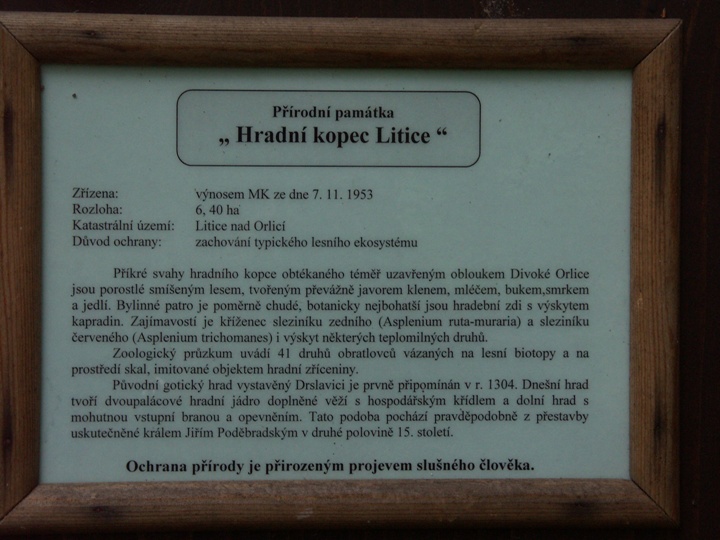 Přírodní památka
„ Hradní kopec Litice “
Zřízena: výnosem MK ze dne 7. 11. 1953
Rozloha: 6, 40 ha
Katastrální území: Litice nad Orlicí
Důvod ochrany: zachování typického lesního ekosystému
Příkré svahy hradního kopce obtékaného téměř uzavřeným obloukem Divoké Orlice
jsou porostlé smíšeným lesem, tvořeným převážně javorem klenem, mléčem, bukem,smrkem
a jedlí. Bylinné patro je poměrně chudé, botanicky nejbohatší jsou hradební zdi s výskytem
kapradin. Zajímavostí je kříženec sleziníku zedního (Asplenium ruta-muraria) a sleziníku
červeného (Asplenium trichomanes) i výskyt některých teplomilných druhů.
Zoologický průzkum uvádí 41 druhů obratlovců vázaných na lesní biotopy a na
prostředí skal, imitované objektem hradní zříceniny.
Původní gotický hrad vystavěný Drslavici je prvně připomínán v r. 1304. Dnešní hrad
tvoří dvoupalácové hradní jádro doplněné věží s hospodářským křídlem a dolní hrad s
mohutnou vstupní branou a opevněním. Tato podoba pochází pravděpodobně z přestavby
uskutečněné králem Jiřím Poděbradským v druhé polovině 15. století.
Ochrana přírody je přirozeným projevem slušného člověka.